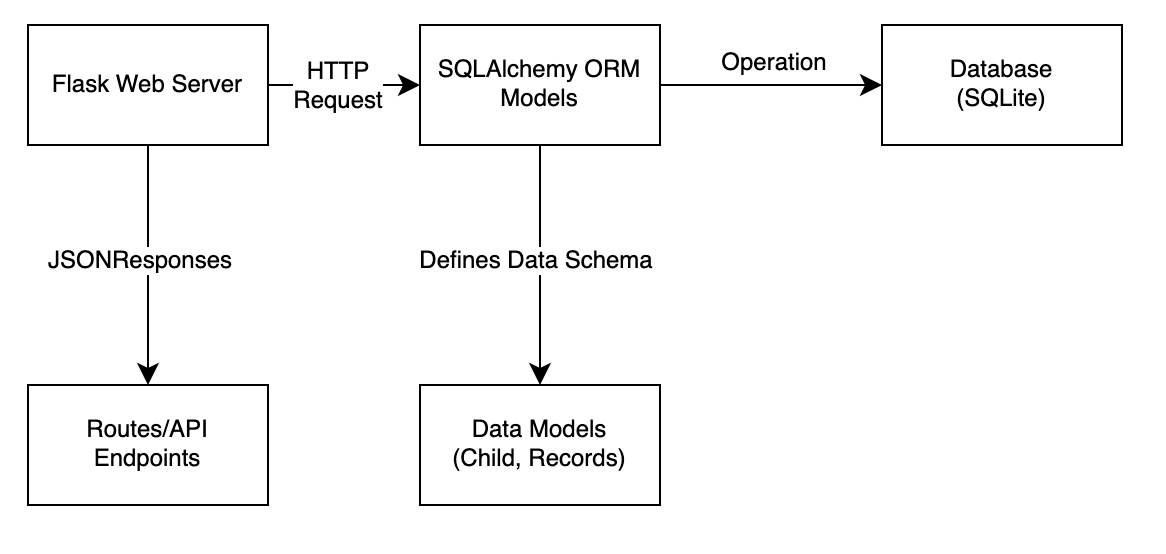 Flask Web Server
HTTP
Request
SQLAlchemy ORM
Models
Operation
Database
(SQLite)
JSONResponses
Defines Data Schema
Routes/API
Endpoints
Data Models
(Child, Records)